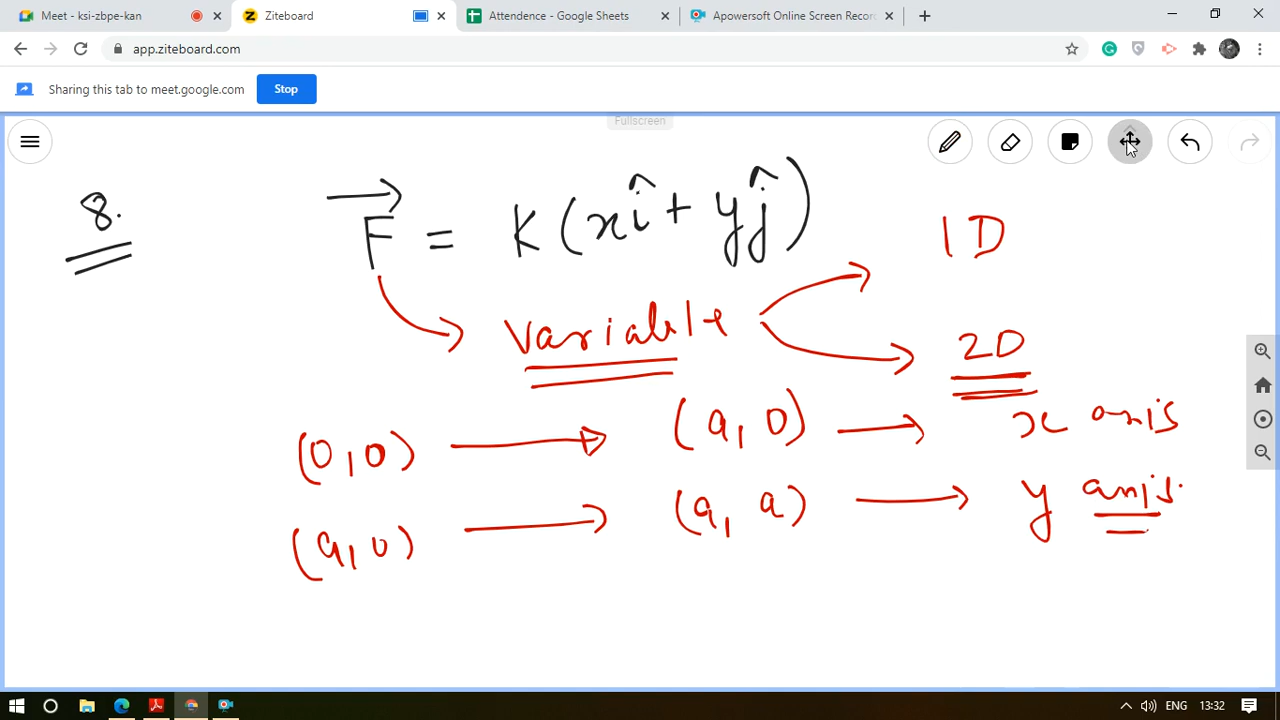 Meet - ksi-zbpe-kan
Ziteboard
Attendence - Google Sheets
Apowersoft Online Screen Recor
app.ziteboard.com
Sharing this tab to meet.google.com Stop
Fullscreen
8. F = K(xî + yĵ)
1D
variable
2D
(0,0) → (a,0) → x axis
(a,0) → (a,a) → y axis
ENG 13:32